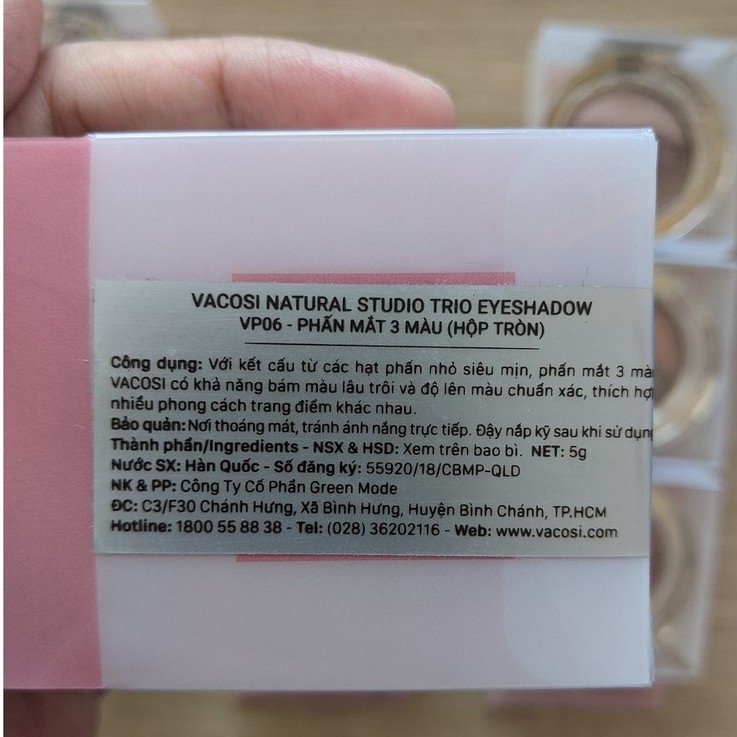 VACOSI NATURAL STUDIO TRIO EYESHADOW
VP06 - PHẤN MẮT 3 MÀU (HỘP TRÒN)
Công dụng: Với kết cấu từ các hạt phấn nhỏ siêu mịn, phấn mắt 3 màu
VACOSI có khả năng bám màu lâu trôi và độ lên màu chuẩn xác, thích hợp
nhiều phong cách trang điểm khác nhau.
Bảo quản: Nơi thoáng mát, tránh ánh nắng trực tiếp. Đậy nắp kỹ sau khi sử dụng
Thành phần/Ingredients - NSX & HSD: Xem trên bao bì. NET: 5g
Nước SX: Hàn Quốc - Số đăng ký: 55920/18/CBMP-QLD
NK & PP: Công Ty Cổ Phần Green Mode
ĐC: C3/F30 Chánh Hưng, Xã Bình Hưng, Huyện Bình Chánh, TP.HCM
Hotline: 1800 55 88 38 - Tel: (028) 36202116 - Web: www.vacosi.com